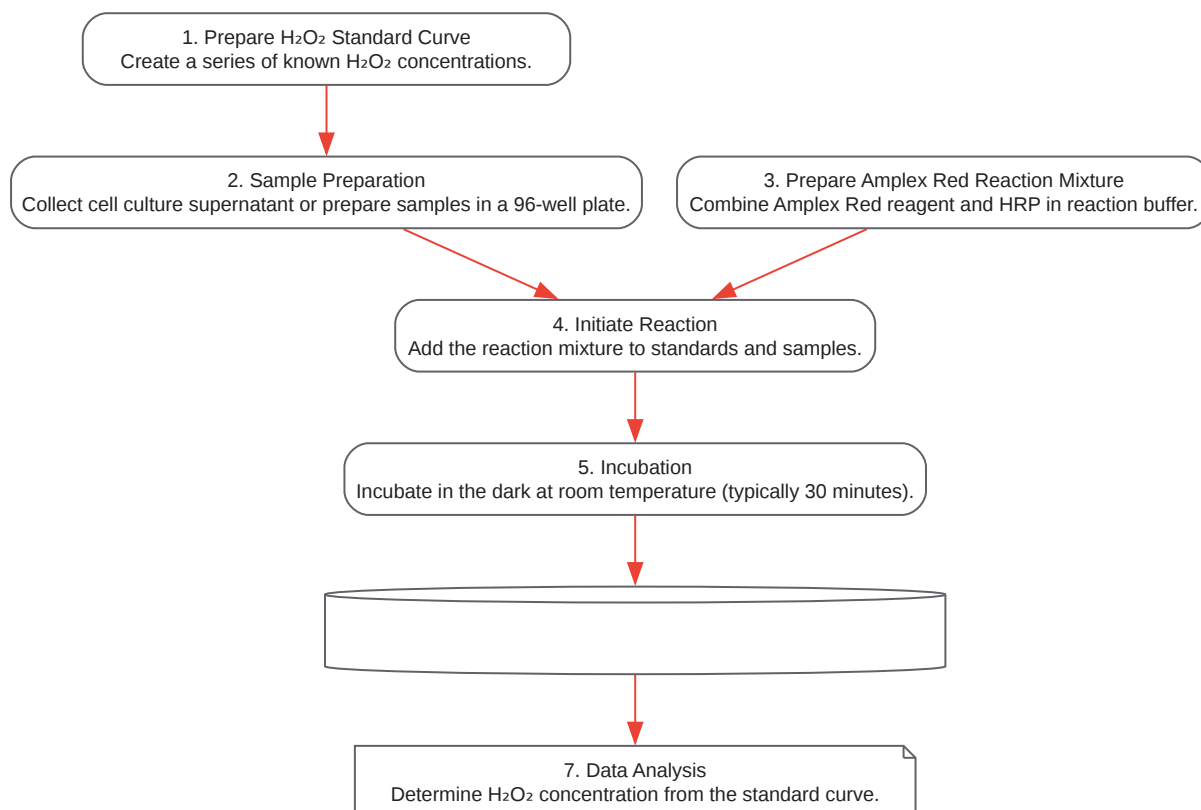 1. Prepare H₂O₂ Standard Curve
Create a series of known H₂O₂ concentrations.
2. Sample Preparation
Collect cell culture supernatant or prepare samples in a 96-well plate.
3. Prepare Amplex Red Reaction Mixture
Combine Amplex Red reagent and HRP in reaction buffer.
4. Initiate Reaction
Add the reaction mixture to standards and samples.
5. Incubation
Incubate in the dark at room temperature (typically 30 minutes).
7. Data Analysis
Determine H₂O₂ concentration from the standard curve.